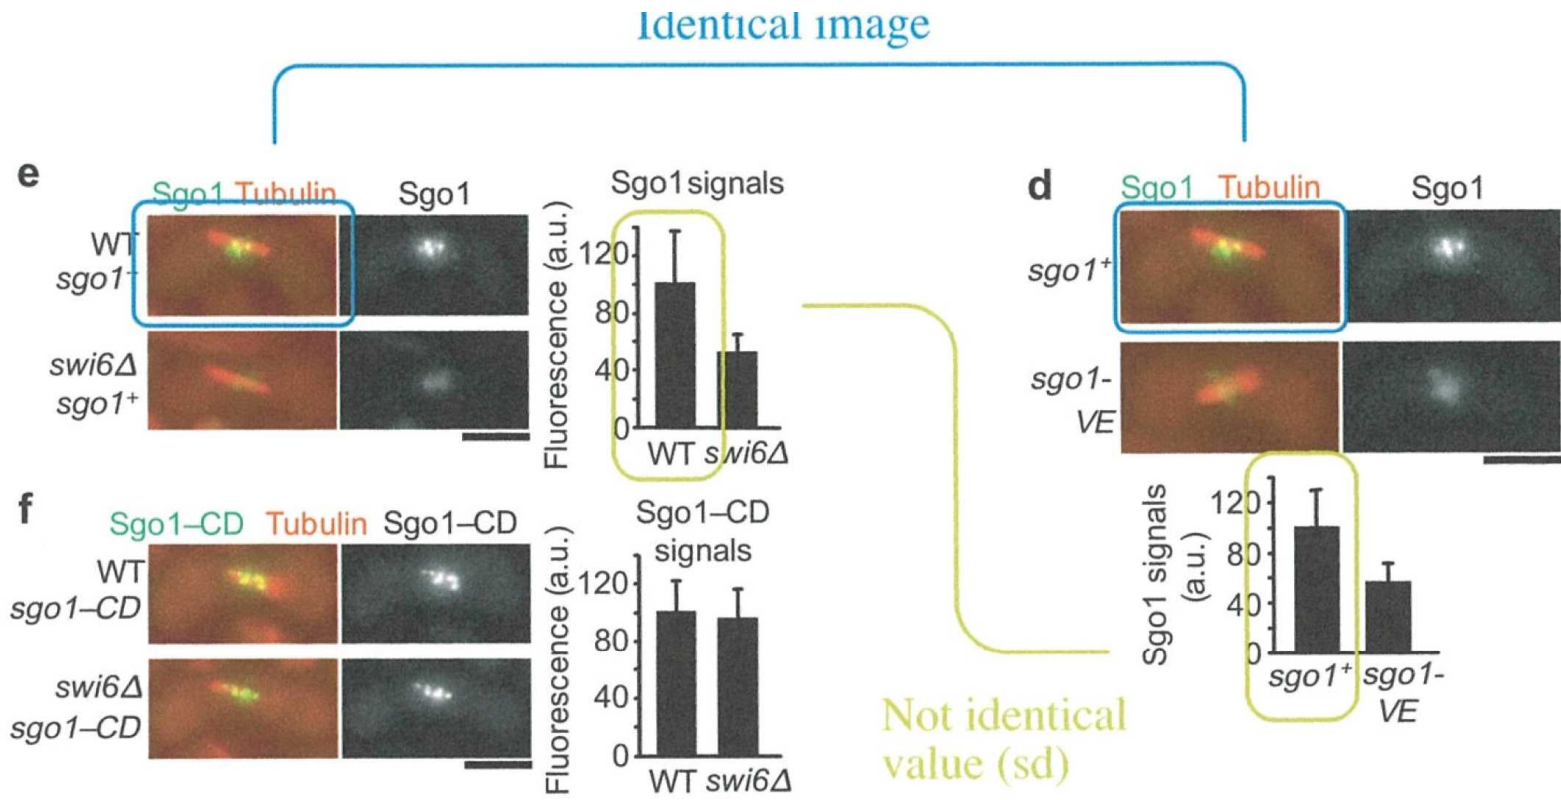 Identical image
e
Sgo1 Tubulin
Sgo1
WT
sgo1⁺
swi6Δ
sgo1⁺
Sgo1 signals
Fluorescence (a.u.)
120
80
40
0
WT swi6Δ
d
Sgo1 Tubulin
Sgo1
sgo1⁺
sgo1-
VE
Sgo1 signals
(a.u.)
120
80
40
0
sgo1⁺ sgo1-
VE
f
Sgo1–CD Tubulin Sgo1–CD
WT
sgo1–CD
swi6Δ
sgo1–CD
Sgo1–CD
signals
Fluorescence (a.u.)
120
80
40
0
WT swi6Δ
Not identical
value (sd)